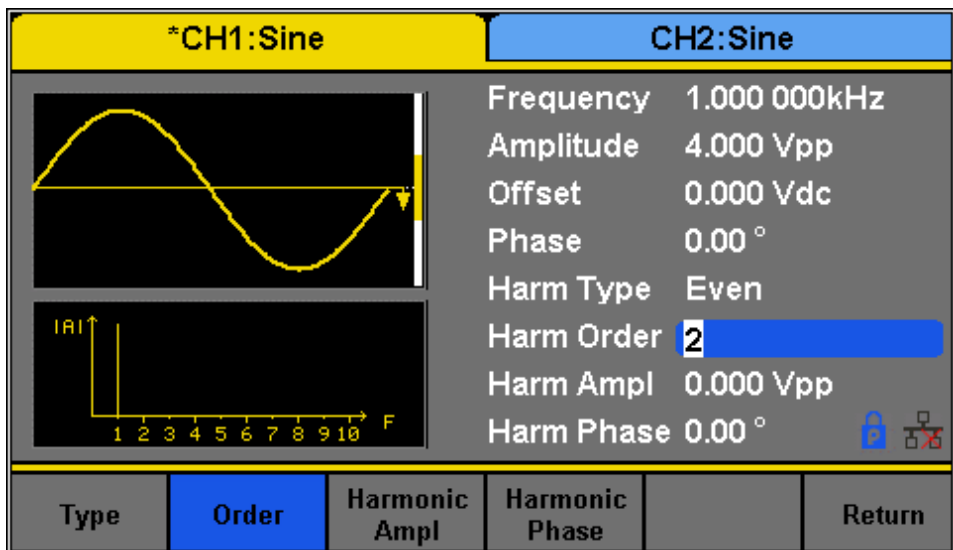 *CH1:Sine
CH2:Sine
Frequency 1.000 000kHz
Amplitude 4.000 Vpp
Offset 0.000 Vdc
Phase 0.00 °
Harm Type Even
Harm Order 2
Harm Ampl 0.000 Vpp
Harm Phase 0.00 °
|A|
1 2 3 4 5 6 7 8 9 10 F
P
Type
Order
Harmonic
Ampl
Harmonic
Phase
Return